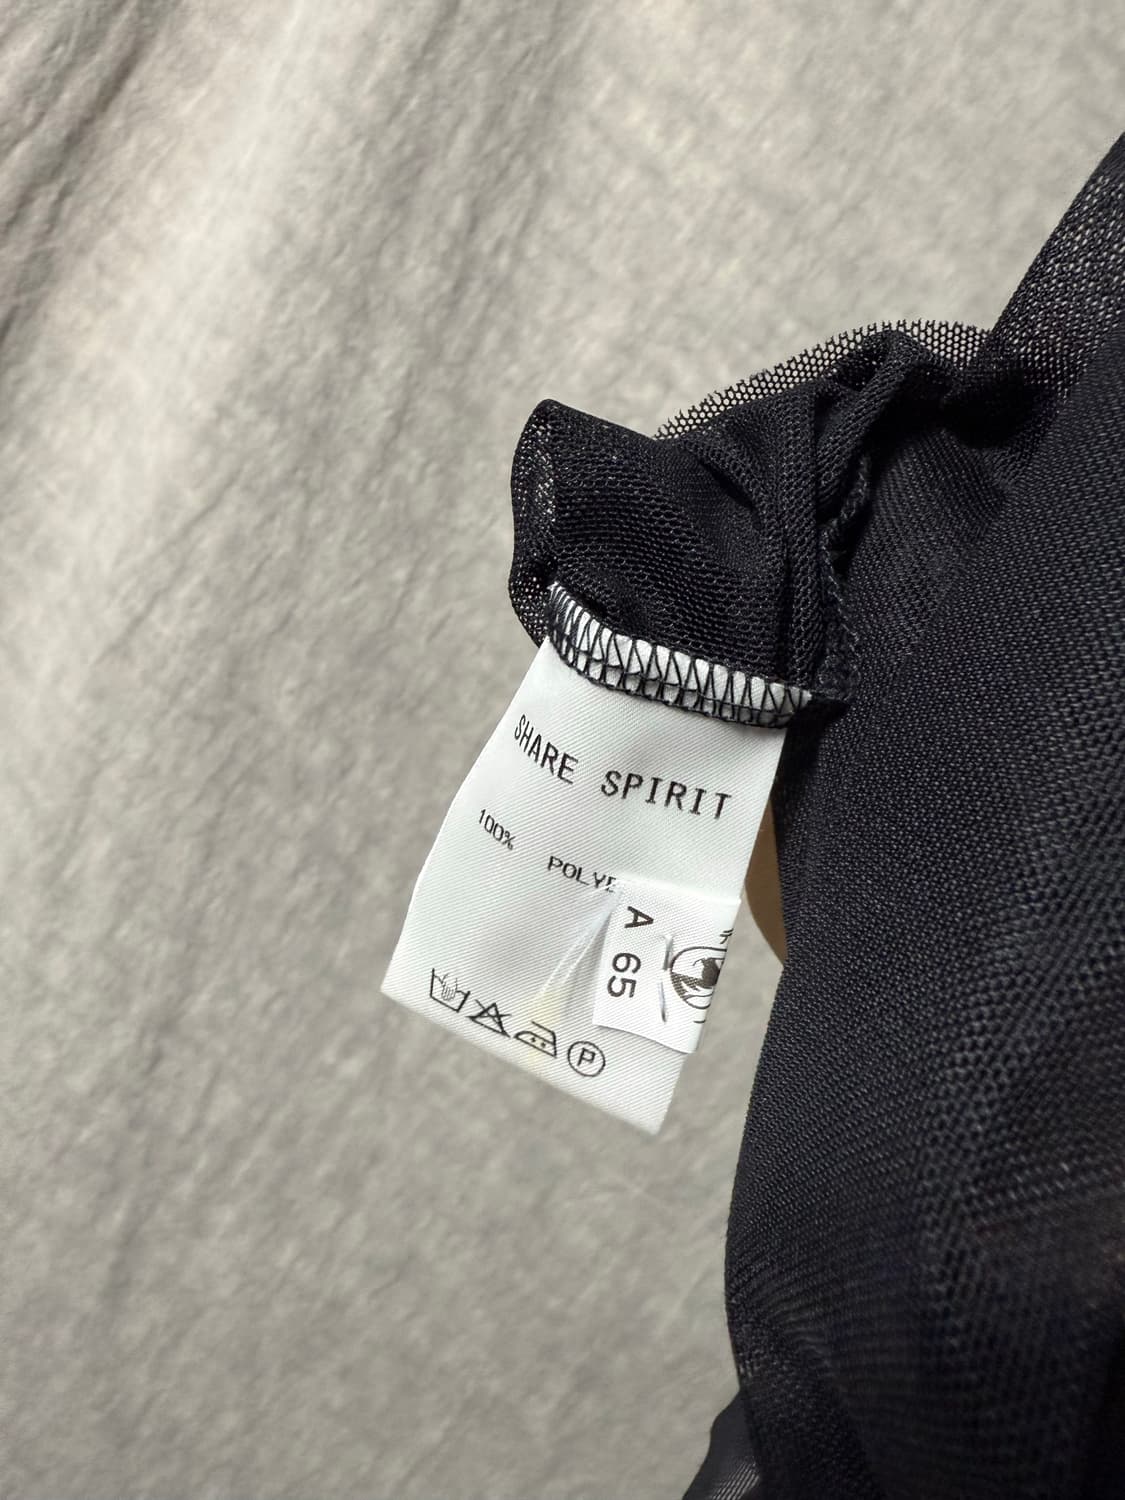 SHARE SPIRIT
100% POLYE
A 65
P